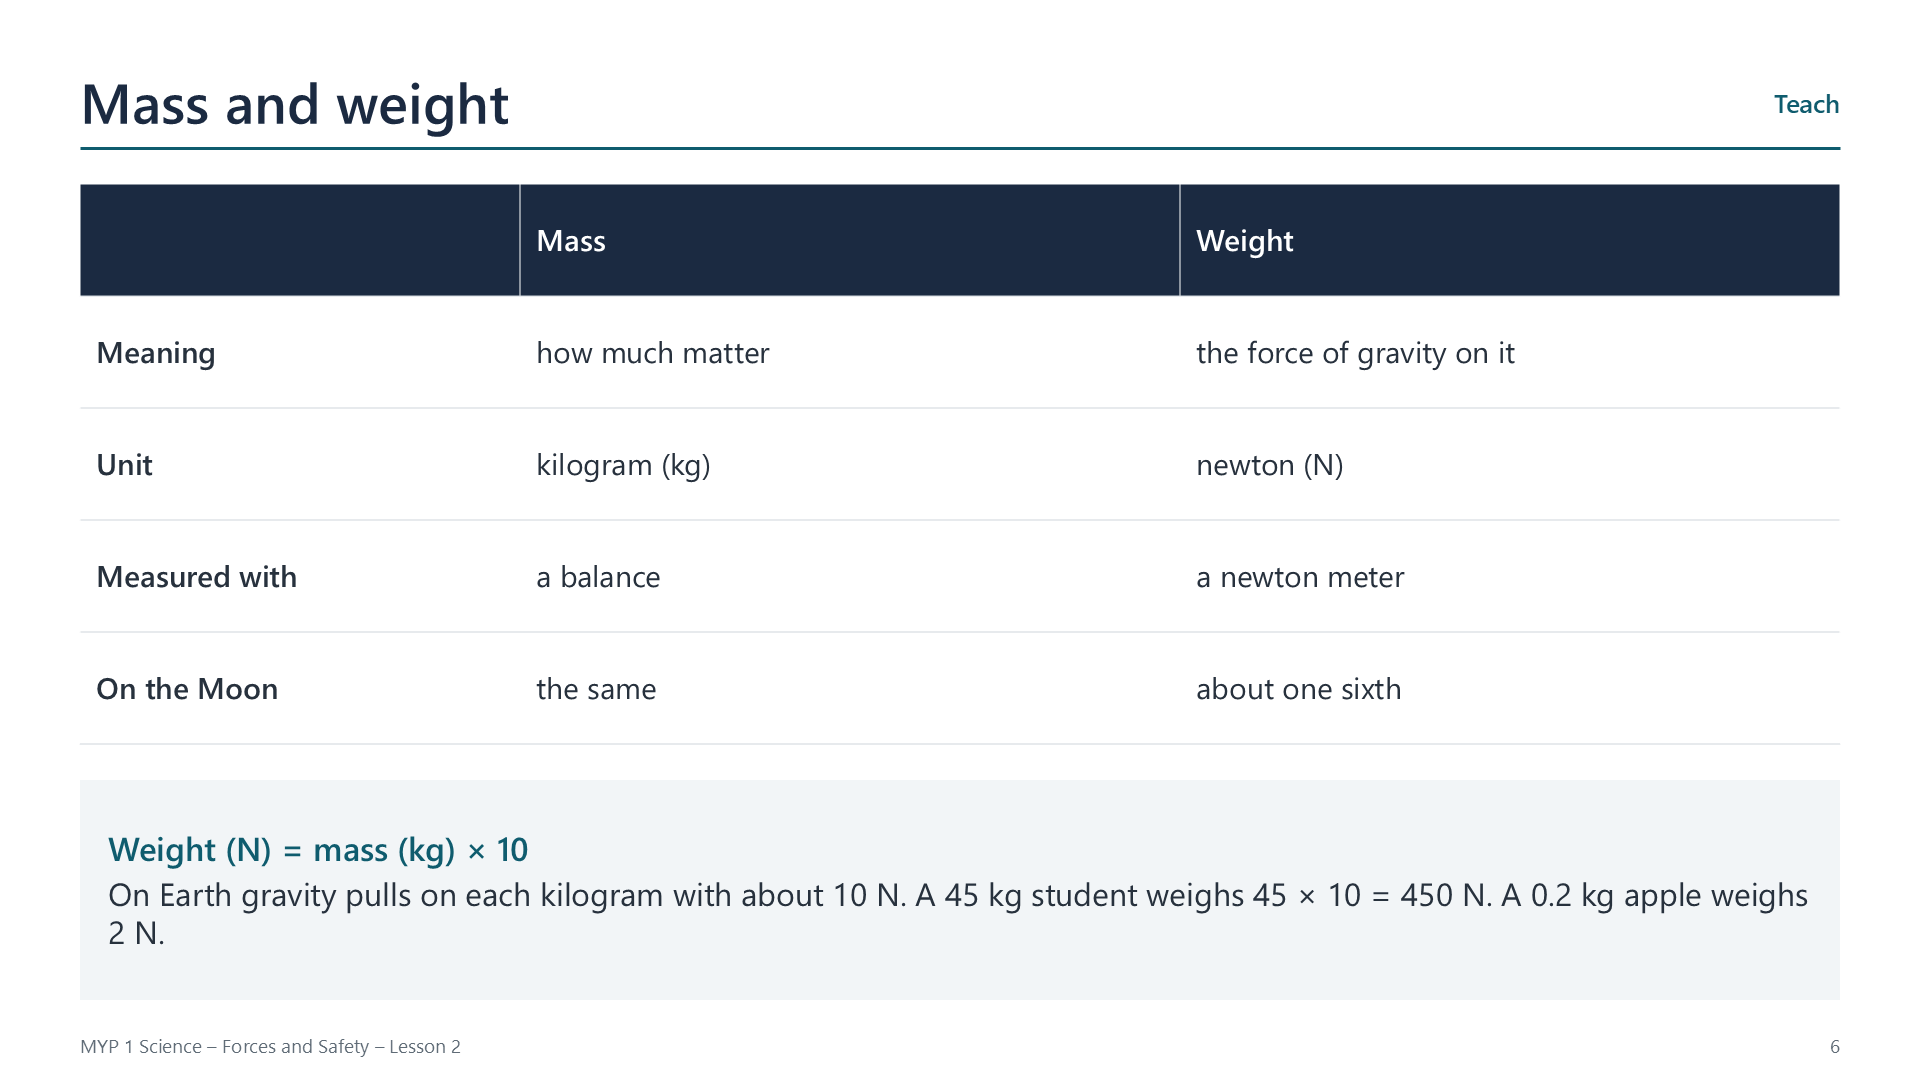 Mass and weight
Teach
Mass Weight
Meaning how much matter the force of gravity on it
Unit kilogram (kg) newton (N)
Measured with a balance a newton meter
On the Moon the same about one sixth
Weight (N) = mass (kg) × 10
On Earth gravity pulls on each kilogram with about 10 N. A 45 kg student weighs 45 × 10 = 450 N. A 0.2 kg apple weighs
2 N.
MYP 1 Science – Forces and Safety – Lesson 2
6